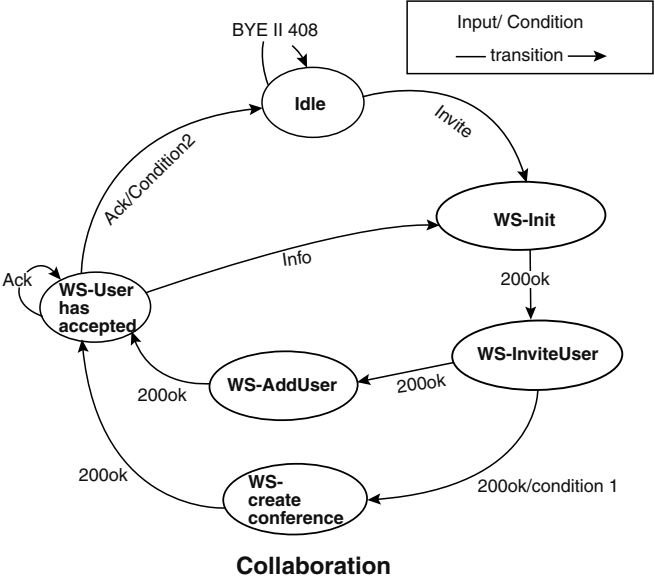 BYE II 408
Input/ Condition
transition
Idle
Invite
Ack/Condition2
WS-Init
Info
200ok
Ack
WS-User
has
accepted
WS-InviteUser
WS-AddUser
200ok
200ok
200ok
WS-
create
conference
200ok/condition 1
Collaboration